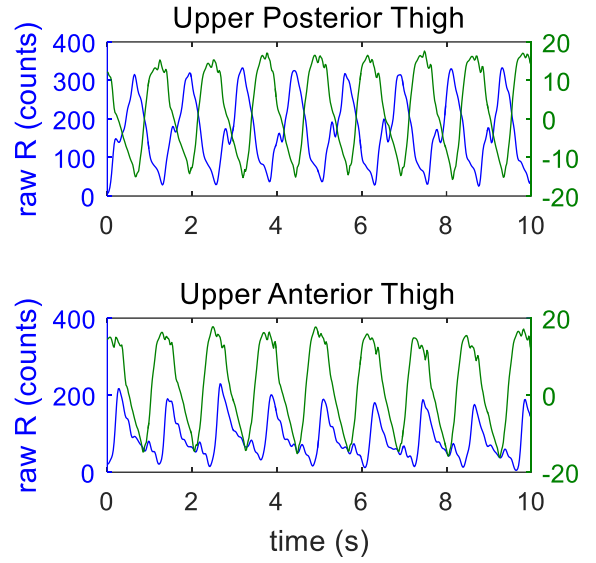 Upper Posterior Thigh
raw R (counts)
400
300
200
100
0
20
10
0
-10
-20
0 2 4 6 8 10
Upper Anterior Thigh
raw R (counts)
400
200
0
20
0
-20
0 2 4 6 8 10
time (s)